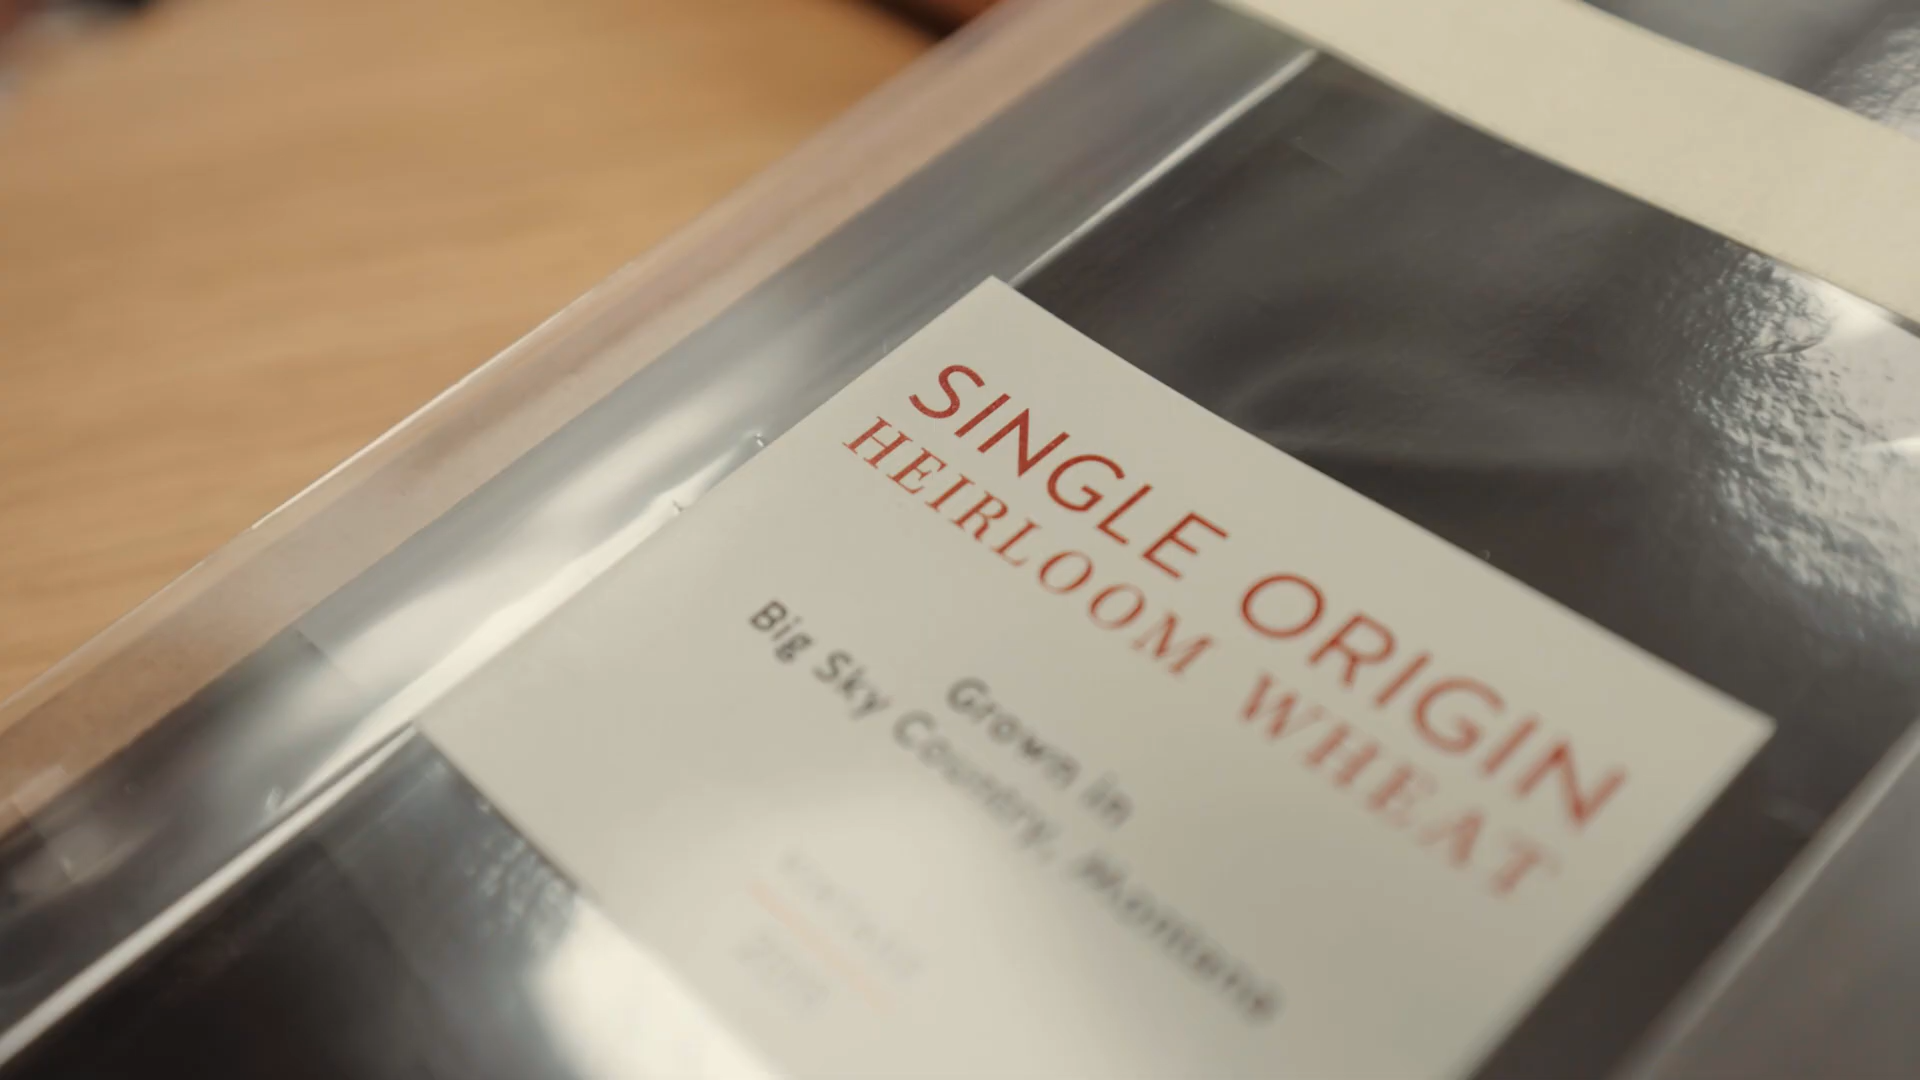 SINGLE ORIGIN
HEIRLOOM WHEAT
Grown in
Big Sky Country, Montana